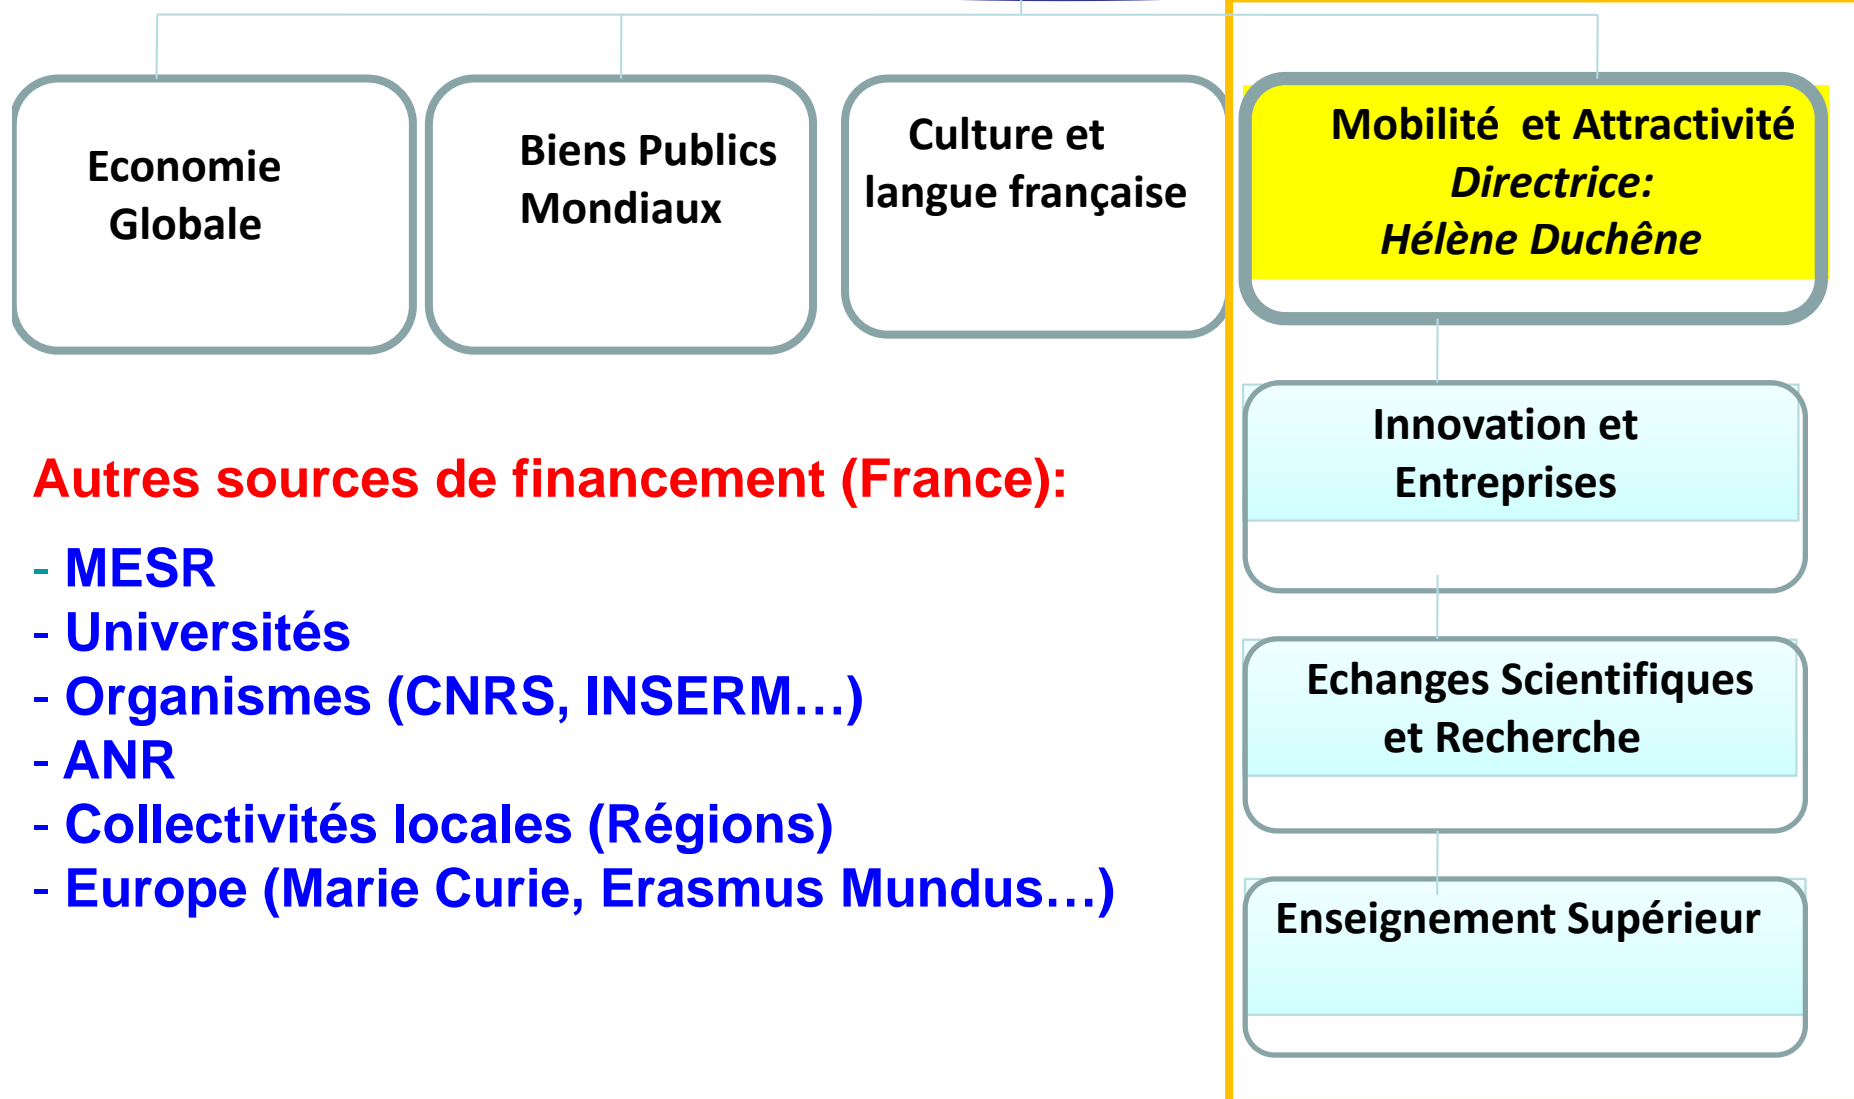 Economie
Globale
Biens Publics
Mondiaux
Culture et
langue française
Mobilité  et Attractivité
Directrice:
Hélène Duchêne
Innovation et
Entreprises
Echanges Scientifiques
et Recherche
Enseignement Supérieur
Autres sources de financement (France):
- MESR
- Universités
- Organismes (CNRS, INSERM…)
- ANR
- Collectivités locales (Régions)
- Europe (Marie Curie, Erasmus Mundus…)